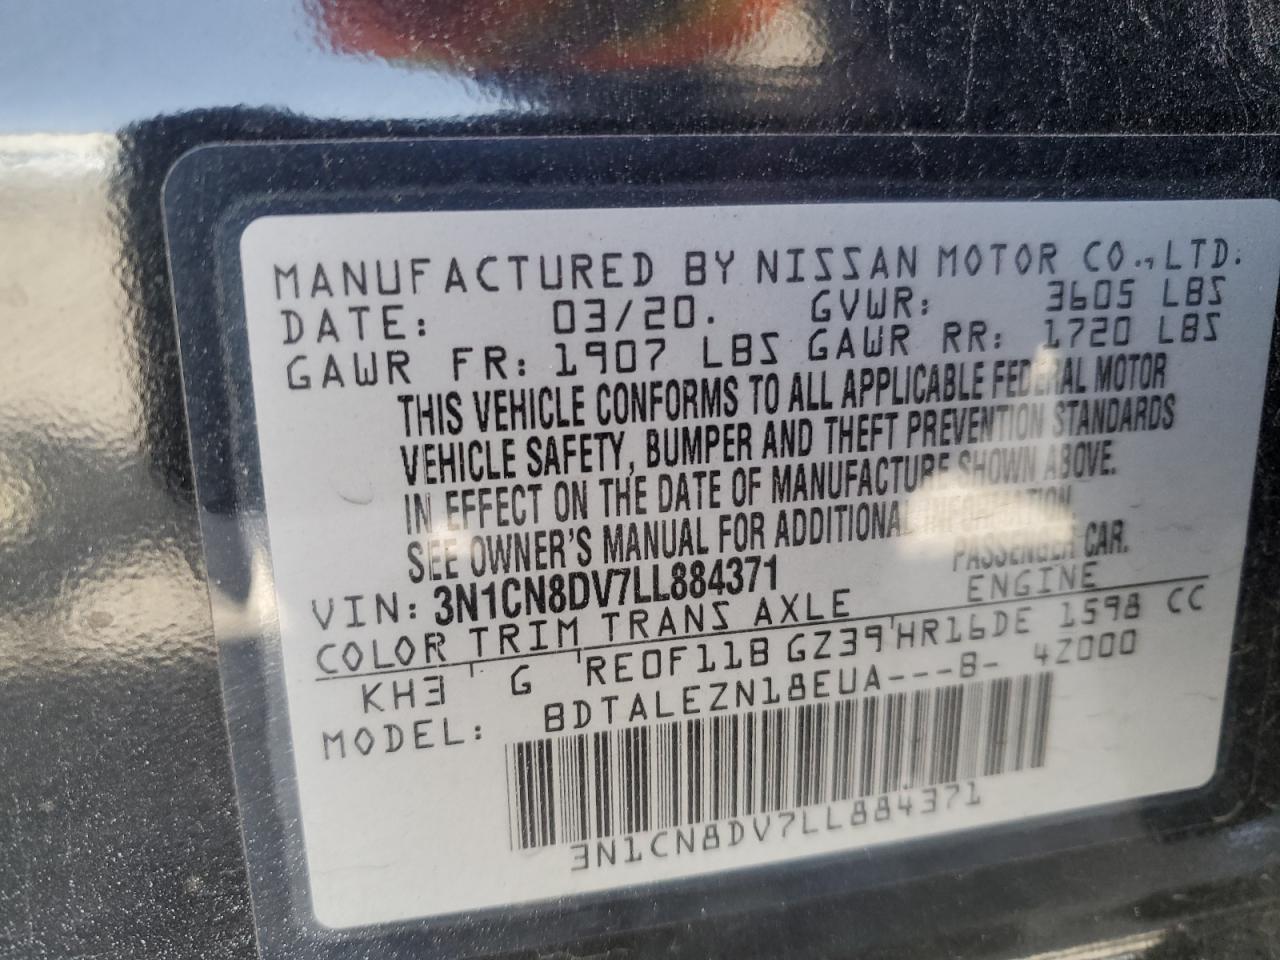 MANUFACTURED BY NISSAN MOTOR CO., LTD.
DATE: 03/20. GVWR: 3605 LBS
GAWR FR: 1907 LBS GAWR RR: 1720 LBS
THIS VEHICLE CONFORMS TO ALL APPLICABLE FEDERAL MOTOR
VEHICLE SAFETY, BUMPER AND THEFT PREVENTION STANDARDS
IN EFFECT ON THE DATE OF MANUFACTURE SHOWN ABOVE.
SEE OWNER'S MANUAL FOR ADDITIONAL INFORMATION.
PASSENGER CAR.
VIN: 3N1CN8DV7LL884371
COLOR TRIM TRANS AXLE ENGINE
KH3 G RE0F11B GZ39 HR16DE 1598 CC
MODEL: BDTALEZN18EUA---B- 4Z000
3N1CN8DV7LL884371